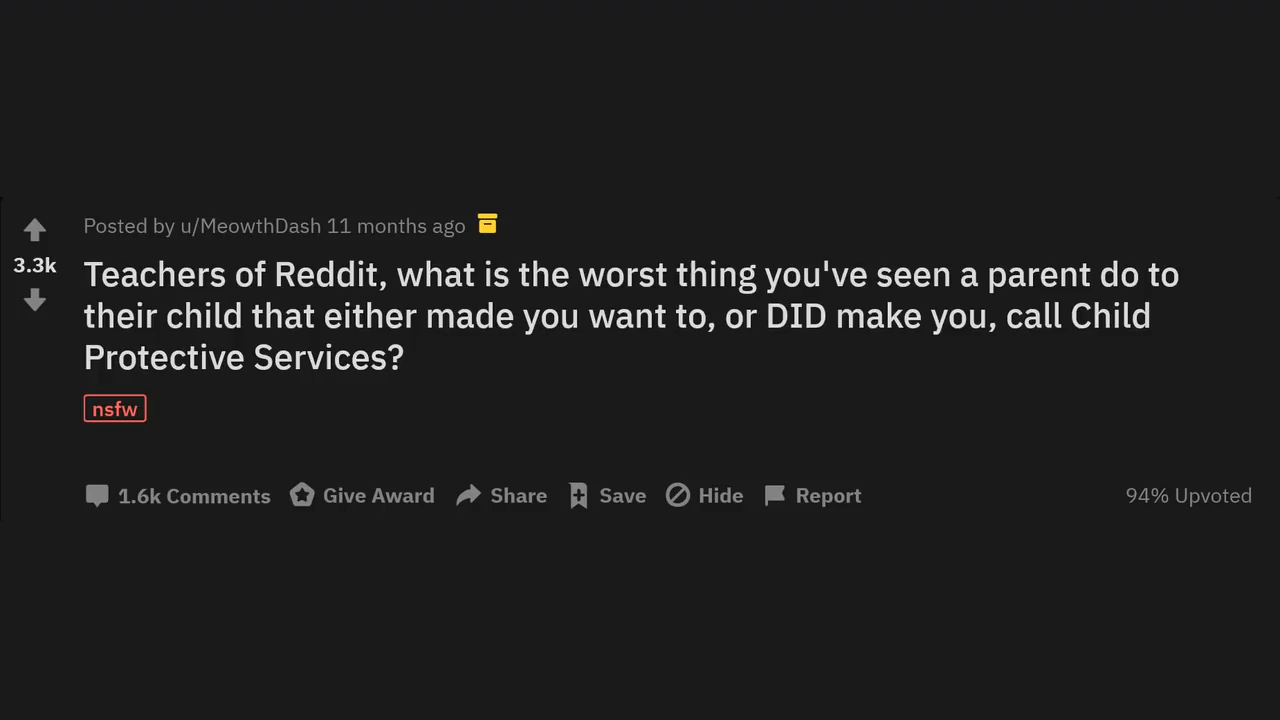 Posted by u/MeowthDash 11 months ago
3.3k
Teachers of Reddit, what is the worst thing you've seen a parent do to
their child that either made you want to, or DID make you, call Child
Protective Services?
nsfw
1.6k Comments Give Award Share Save Hide Report 94% Upvoted